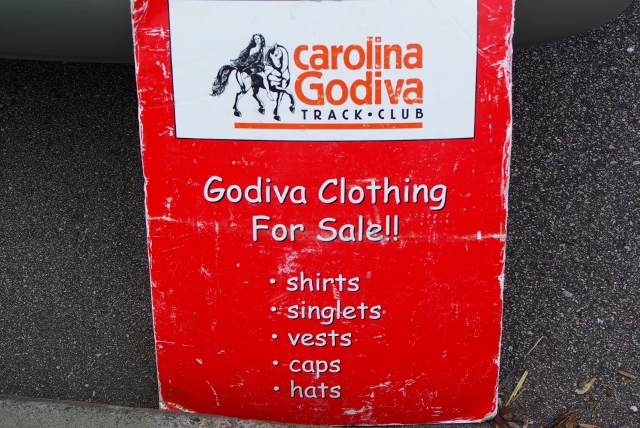 carolina
Godiva
TRACK • CLUB
Godiva Clothing
For Sale!!
• shirts
• singlets
• vests
• caps
• hats